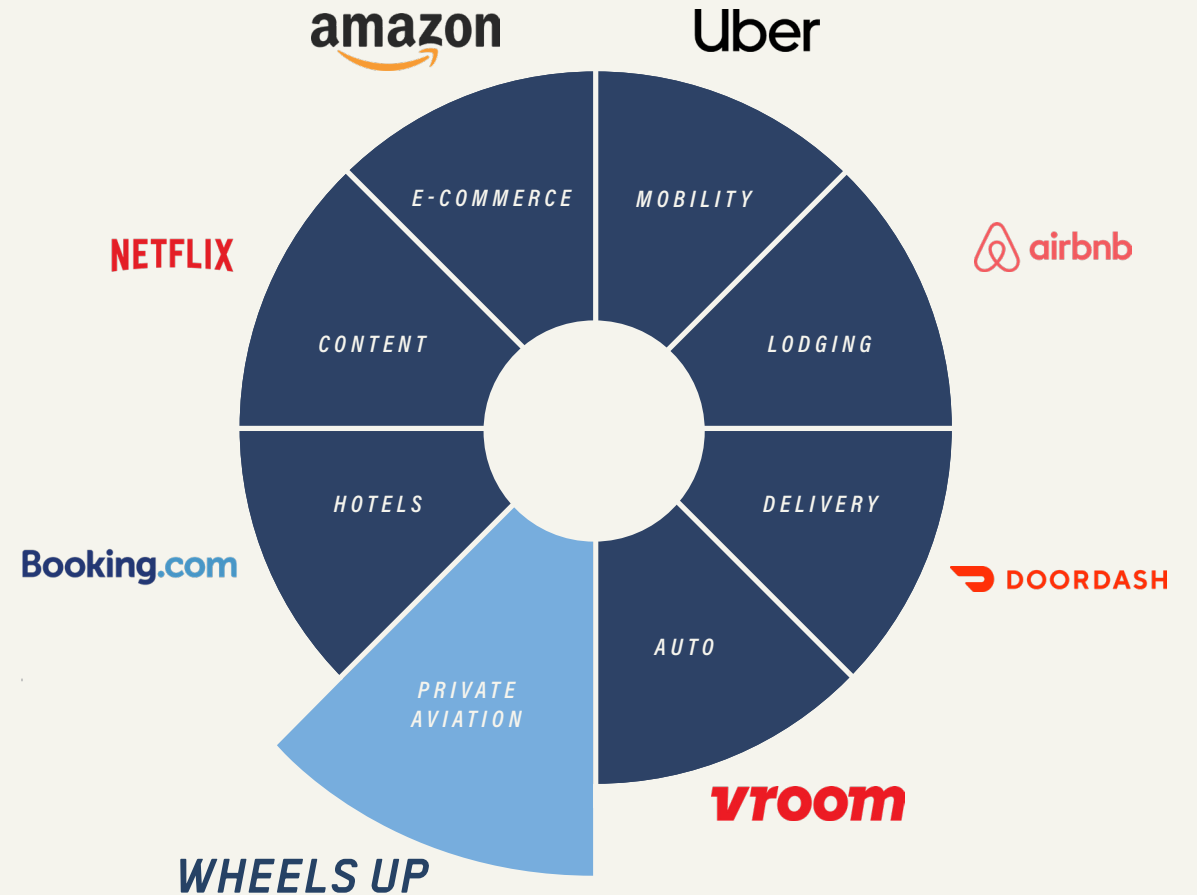 amazon
Uber
E-COMMERCE
MOBILITY
NETFLIX
airbnb
CONTENT
LODGING
HOTELS
DELIVERY
Booking.com
DOORDASH
AUTO
PRIVATE
AVIATION
vroom
WHEELS UP